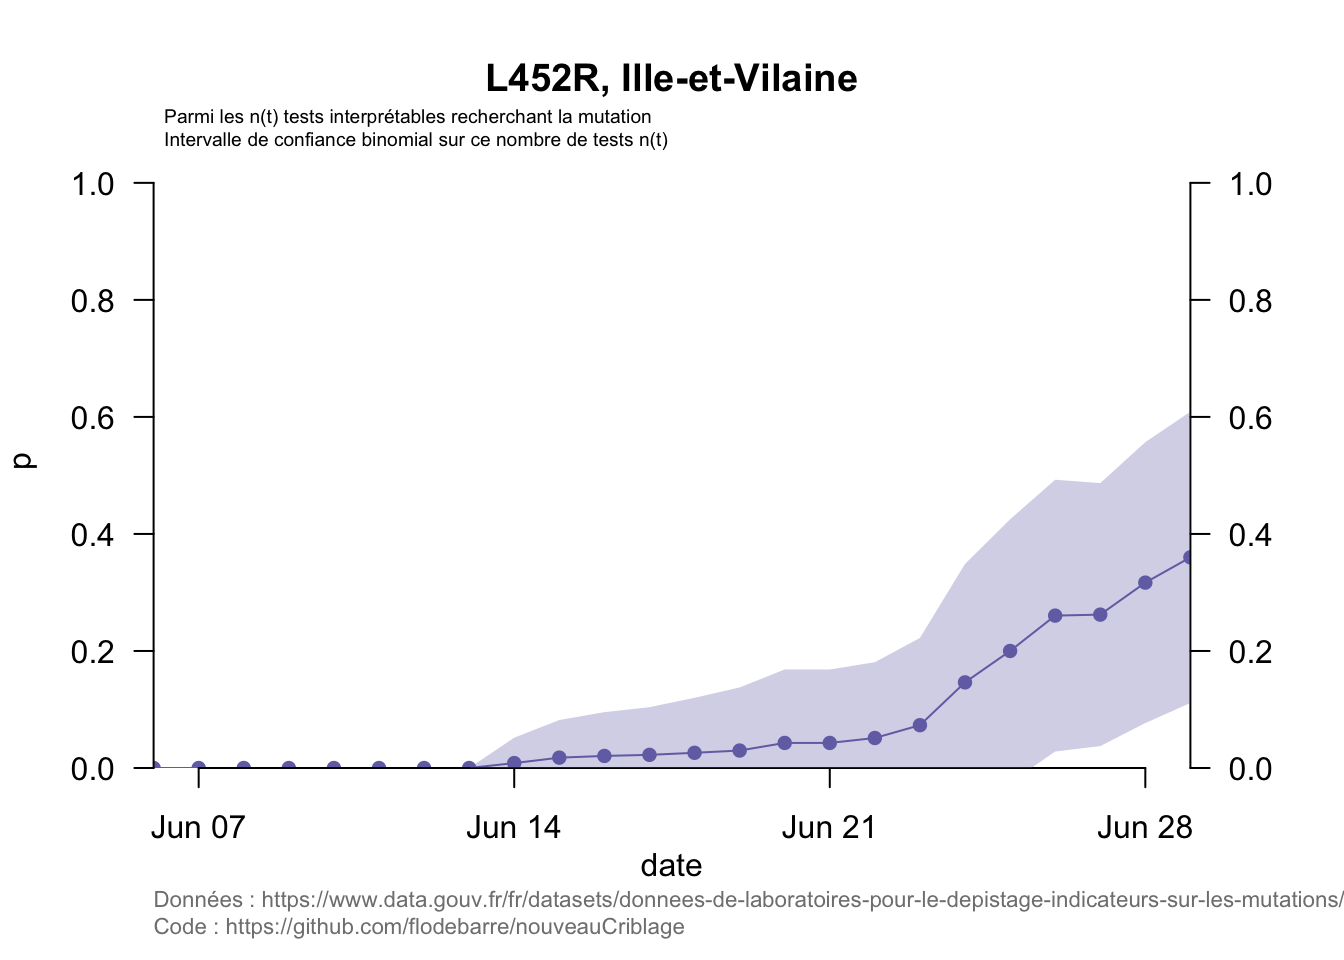 L452R, Ille-et-Vilaine
Parmi les n(t) tests interprétables recherchant la mutation
Intervalle de confiance binomial sur ce nombre de tests n(t)
1.0
0.8
0.6
0.4
0.2
0.0
p
1.0
0.8
0.6
0.4
0.2
0.0
Jun 07 Jun 14 Jun 21 Jun 28
date
Données : https://www.data.gouv.fr/fr/datasets/donnees-de-laboratoires-pour-le-depistage-indicateurs-sur-les-mutations/
Code : https://github.com/flodebarre/nouveauCriblage